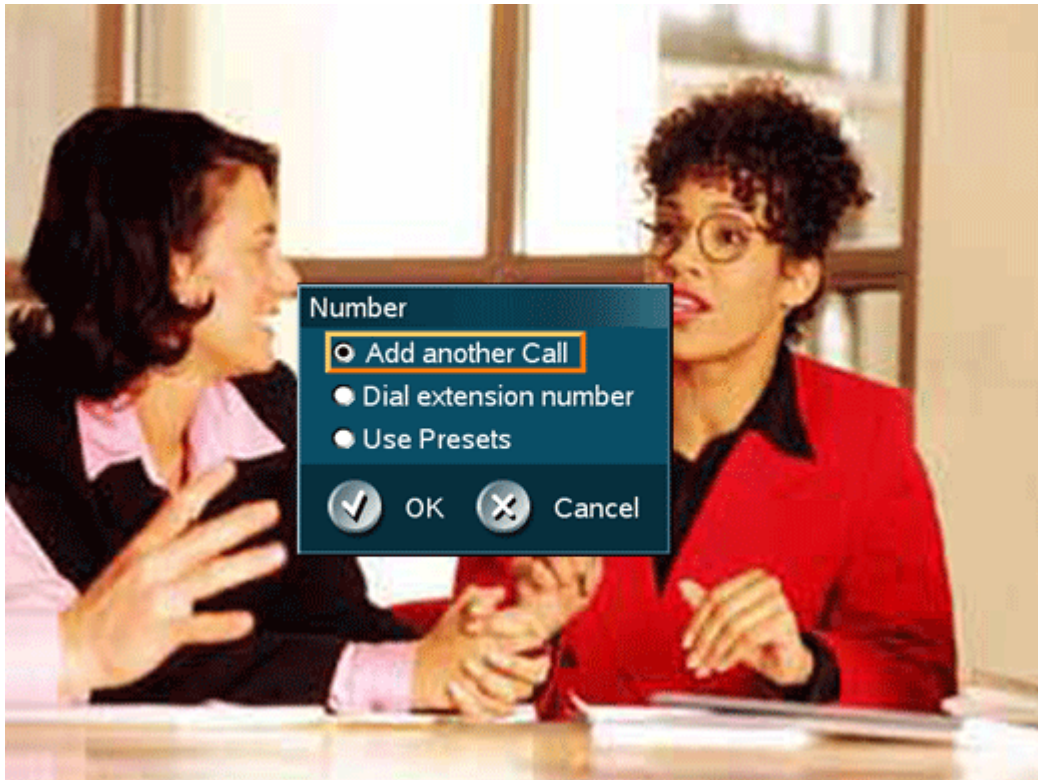 Number
Add another Call
Dial extension number
Use Presets
OK Cancel